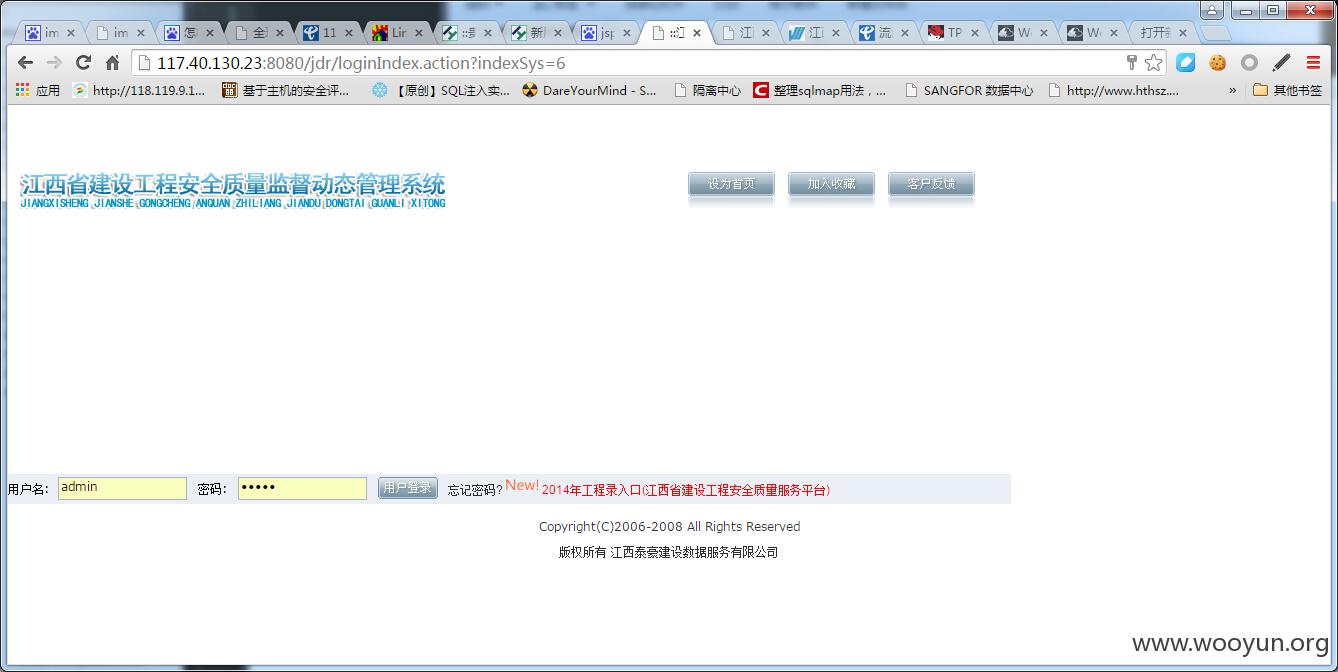 im
im
怎
全
11
Lin
jsp
江
流
TP
W
W
打开
117.40.130.23:8080/jdr/loginIndex.action?indexSys=6
应用 http://118.119.9.1... 基于主机的安全评... 【原创】SQL注入实... DareYourMind - S... 隔离中心 整理sqlmap用法，... SANGFOR 数据中心 http://www.hthsz.... » 其他书签
江西省建设工程安全质量监督动态管理系统
JIANGXISHENG JIANSHE GONGCHENG ANQUAN ZHILIANG JIANDU DONGTAI GUANLI XITONG
设为首页 加入收藏 客户反馈
用户名: admin 密码: ••••• 用户登录 忘记密码? New! 2014年工程录入口(江西省建设工程安全质量服务平台)
Copyright(C)2006-2008 All Rights Reserved
版权所有 江西泰豪建设数据服务有限公司
www.wooyun.org